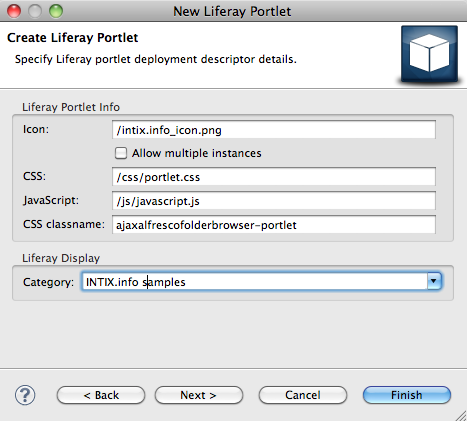 New Liferay Portlet
Create Liferay Portlet
Specify Liferay portlet deployment descriptor details.
Liferay Portlet Info
Icon: /intix.info_icon.png
Allow multiple instances
CSS: /css/portlet.css
JavaScript: /js/javascript.js
CSS classname: ajaxalfrescofolderbrowser-portlet
Liferay Display
Category: INTIX.info samples
? < Back Next > Cancel Finish